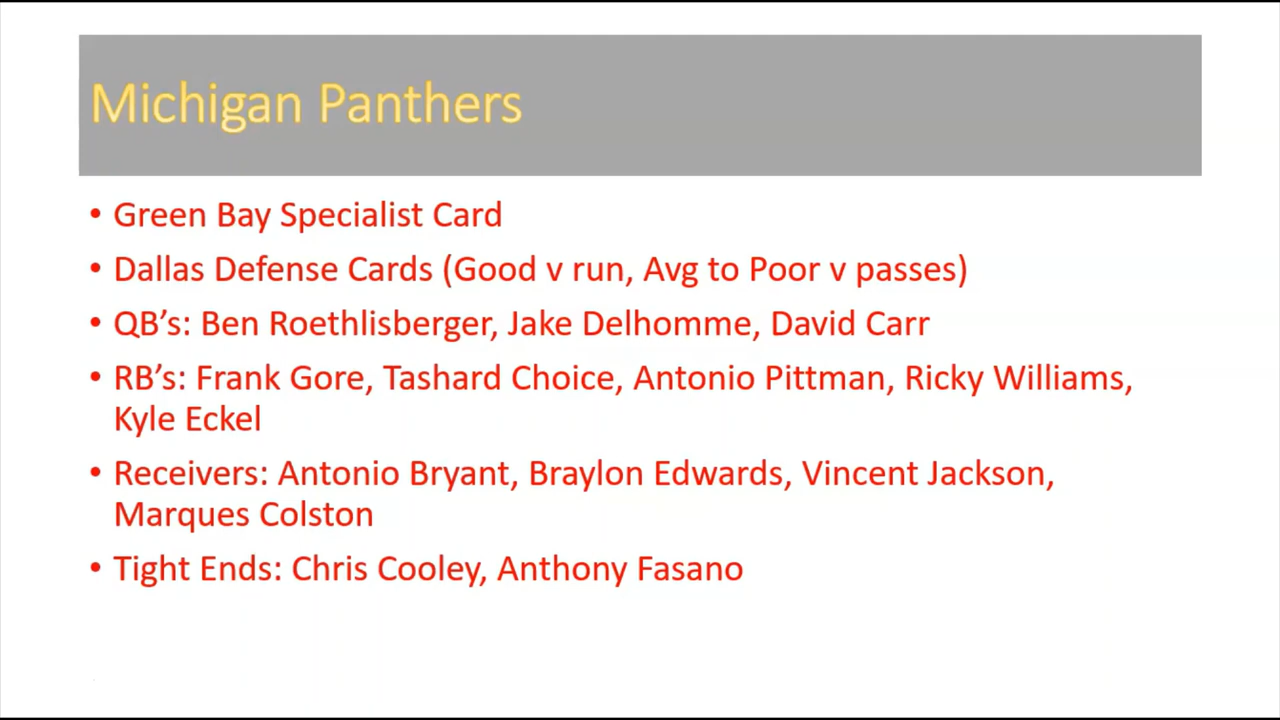 Michigan Panthers
• Green Bay Specialist Card
• Dallas Defense Cards (Good v run, Avg to Poor v passes)
• QB’s: Ben Roethlisberger, Jake Delhomme, David Carr
• RB’s: Frank Gore, Tashard Choice, Antonio Pittman, Ricky Williams,
Kyle Eckel
• Receivers: Antonio Bryant, Braylon Edwards, Vincent Jackson,
Marques Colston
• Tight Ends: Chris Cooley, Anthony Fasano